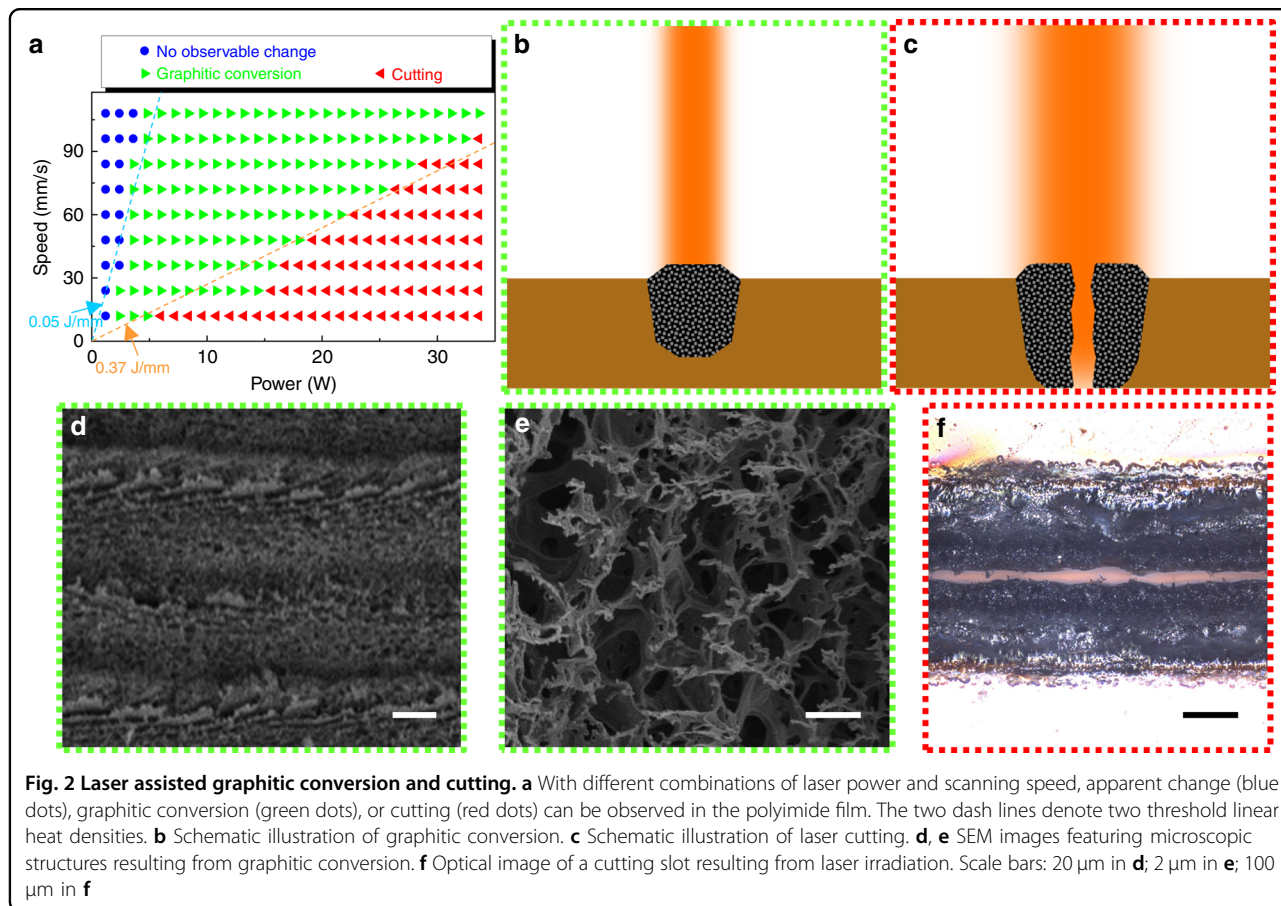 a
No observable change
Graphitic conversion
Cutting
90
60
30
0
Speed (mm/s)
0.05 J/mm
0.37 J/mm
0 10 20 30
Power (W)
b
c
d
e
f
Fig. 2 Laser assisted graphitic conversion and cutting. a With different combinations of laser power and scanning speed, apparent change (blue
dots), graphitic conversion (green dots), or cutting (red dots) can be observed in the polyimide film. The two dash lines denote two threshold linear
heat densities. b Schematic illustration of graphitic conversion. c Schematic illustration of laser cutting. d, e SEM images featuring microscopic
structures resulting from graphitic conversion. f Optical image of a cutting slot resulting from laser irradiation. Scale bars: 20 μm in d; 2 μm in e; 100
μm in f